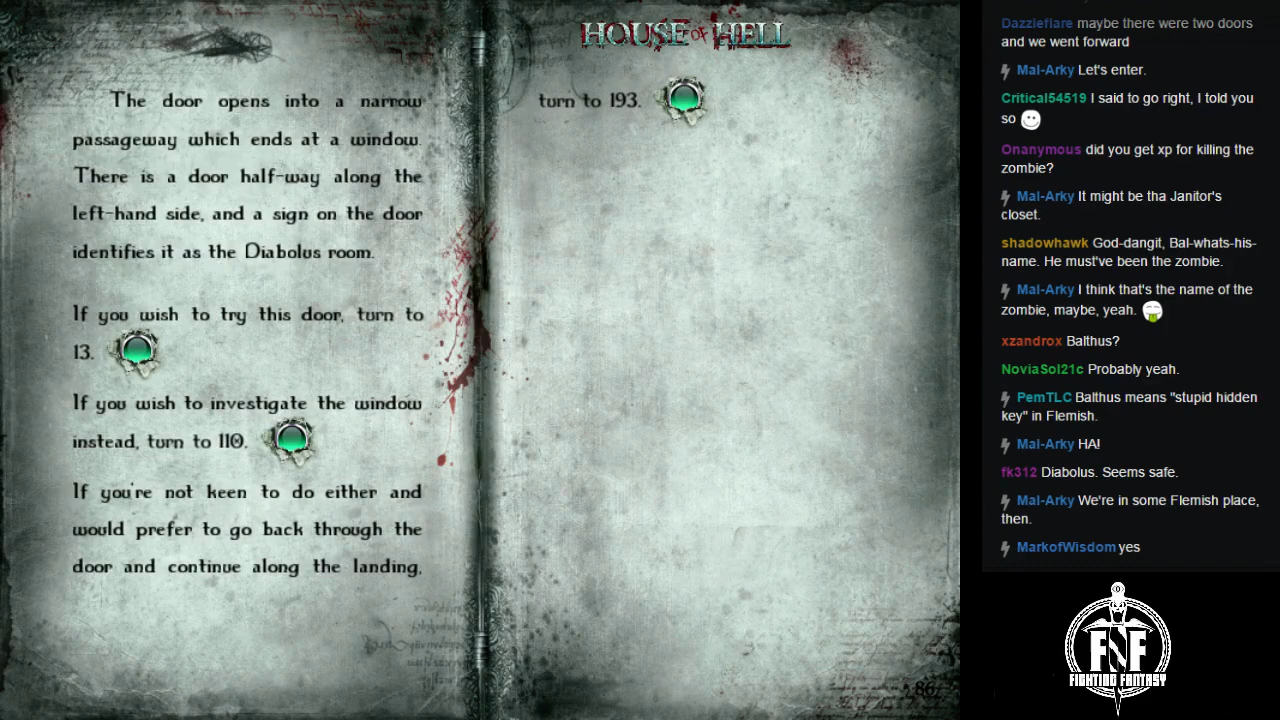 HOUSE OF HELL
The door opens into a narrow
passageway which ends at a window.
There is a door half-way along the
left-hand side, and a sign on the door
identifies it as the Diabolus room.
If you wish to try this door, turn to
13.
If you wish to investigate the window
instead, turn to 110.
If you're not keen to do either and
would prefer to go back through the
door and continue along the landing,
turn to 193.
86
Dazzleflare maybe there were two doors
and we went forward
Mal-Arky Let's enter.
Critical54519 I said to go right, I told you
so
Onanymous did you get xp for killing the
zombie?
Mal-Arky It might be tha Janitor's
closet.
shadowhawk God-dangit, Bal-whats-his-
name. He must've been the zombie.
Mal-Arky I think that's the name of the
zombie, maybe, yeah.
xzandrox Balthus?
NoviaSol21c Probably yeah.
PemTLC Balthus means "stupid hidden
key" in Flemish.
Mal-Arky HA!
fk312 Diabolus. Seems safe.
Mal-Arky We're in some Flemish place,
then.
MarkofWisdom yes
FF
FIGHTING FANTASY